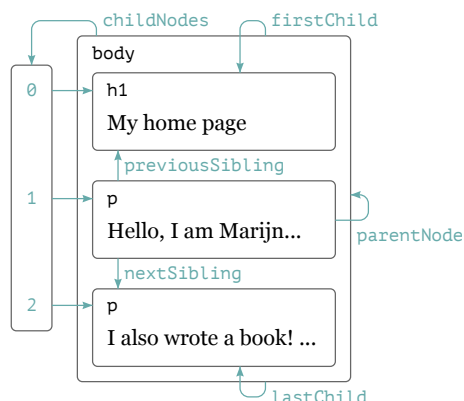 childNodes
firstChild
body
0
h1
My home page
previousSibling
1
p
Hello, I am Marijn...
parentNode
nextSibling
2
p
I also wrote a book! ...
lastChild